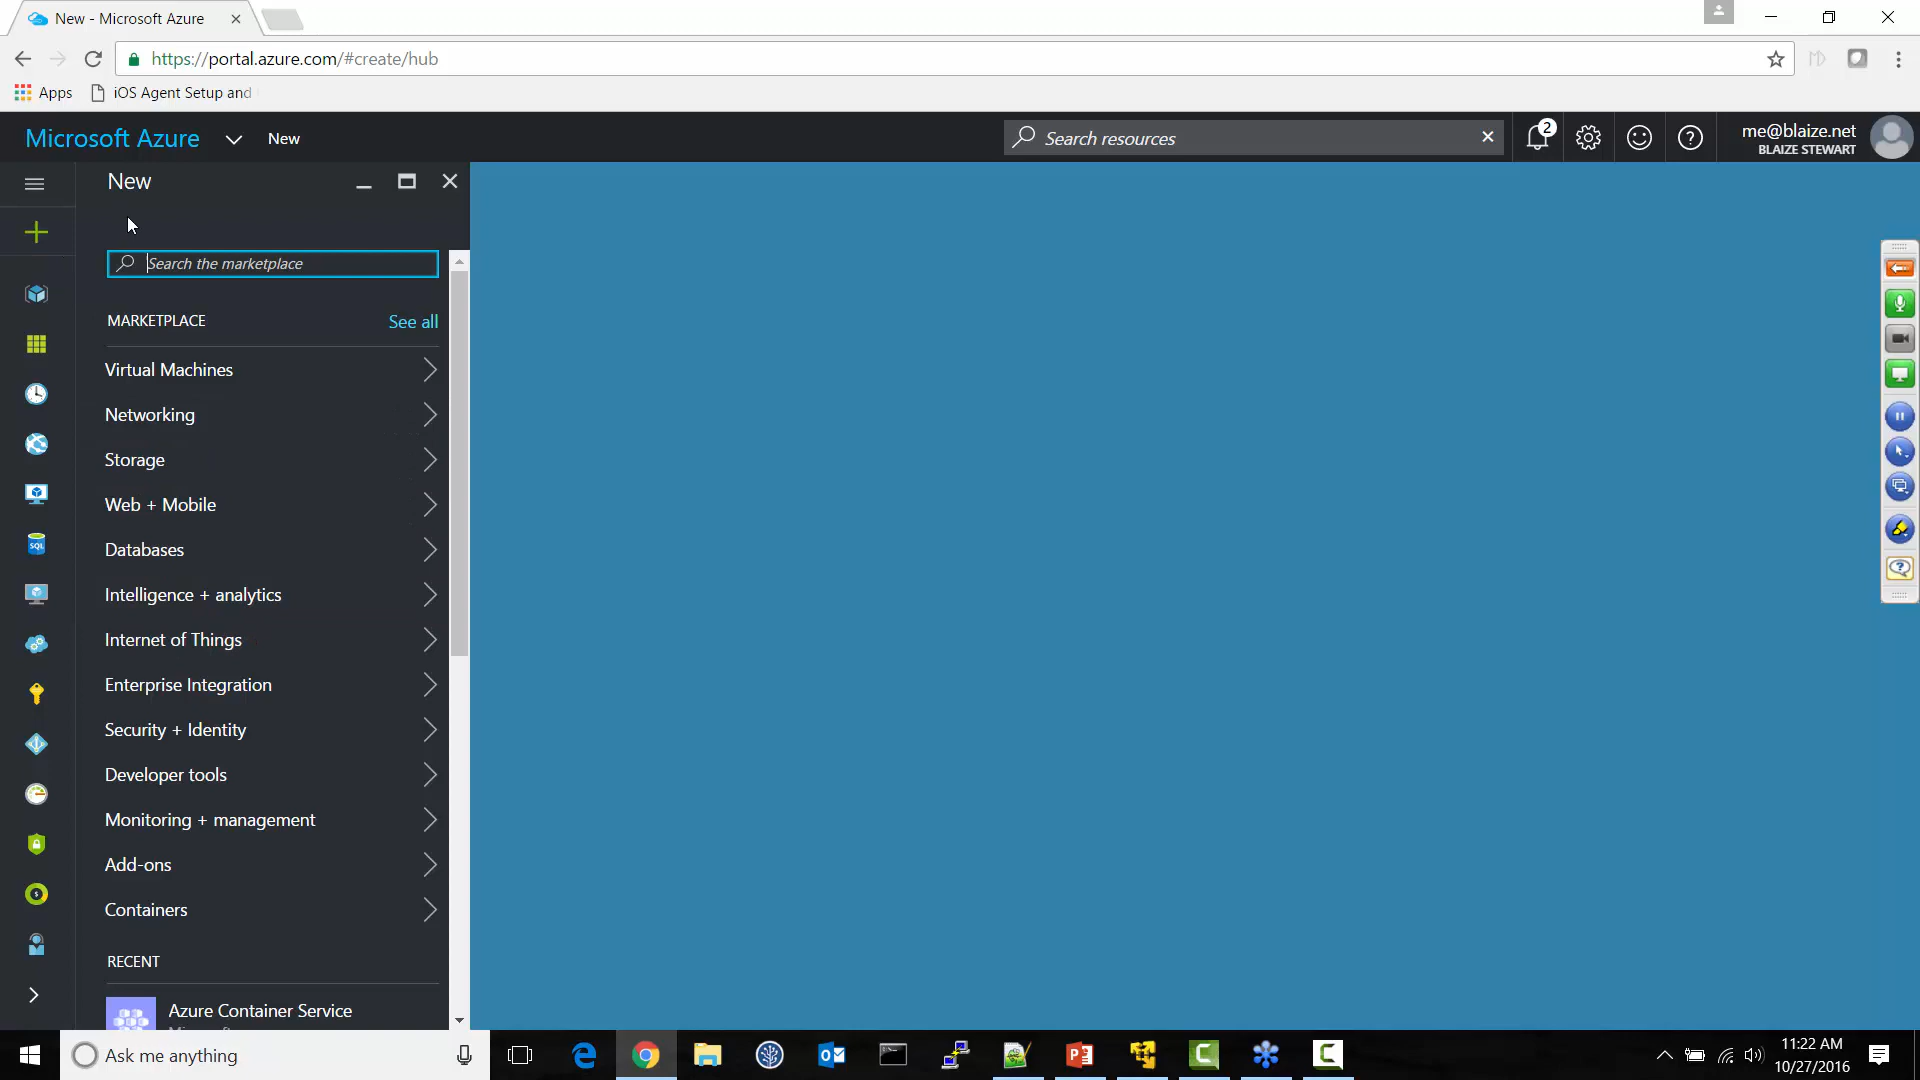 New - Microsoft Azure
https://portal.azure.com/#create/hub
Apps
iOS Agent Setup and
Microsoft Azure
New
Search resources
2
me@blaize.net
BLAIZE STEWART
New
Search the marketplace
MARKETPLACE
See all
Virtual Machines
Networking
Storage
Web + Mobile
Databases
SQL
Intelligence + analytics
Internet of Things
Enterprise Integration
Security + Identity
Developer tools
Monitoring + management
Add-ons
Containers
RECENT
Azure Container Service
Ask me anything
11:22 AM
10/27/2016